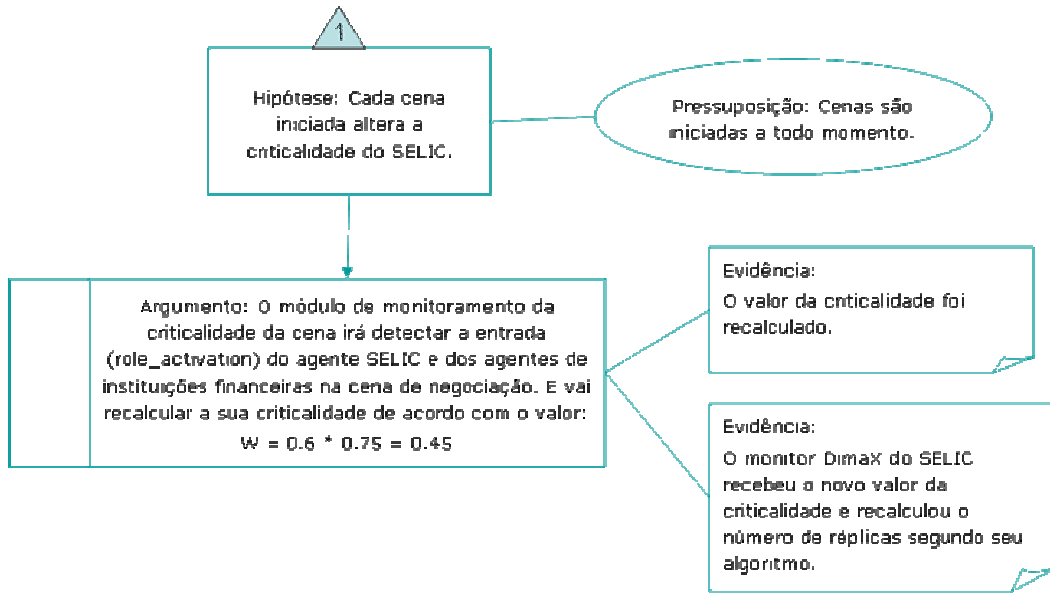 1
Hipótese: Cada cena
iniciada altera a
criticalidade do SELIC.
Pressuposição: Cenas são
iniciadas a todo momento.
Argumento: O módulo de monitoramento da
criticalidade da cena irá detectar a entrada
(role_activation) do agente SELIC e dos agentes de
instituições financeiras na cena de negociação. E vai
recalcular a sua criticalidade de acordo com o valor:
W = 0.6 * 0.75 = 0.45
Evidência:
O valor da criticalidade foi
recalculado.
Evidência:
O monitor DimaX do SELIC
recebeu o novo valor da
criticalidade e recalculou o
número de réplicas segundo seu
algoritmo.